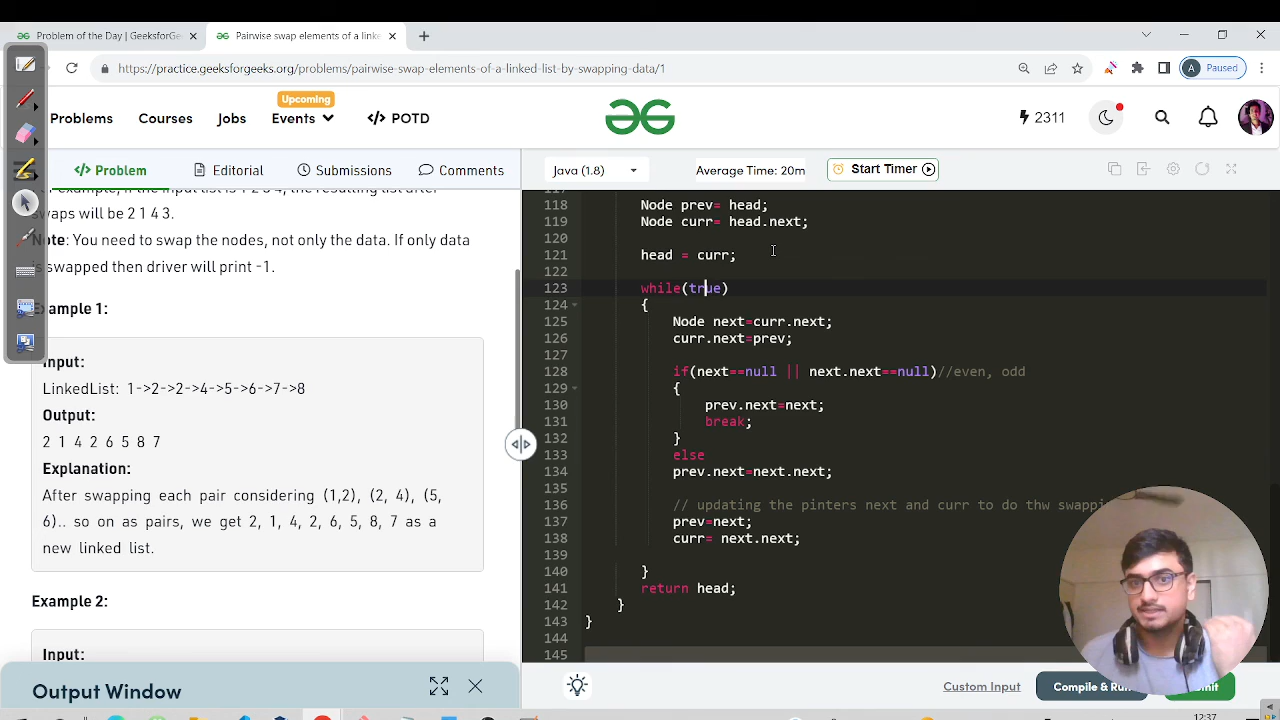 Problem of the Day | GeeksforGe
Pairwise swap elements of a linke
https://practice.geeksforgeeks.org/problems/pairwise-swap-elements-of-a-linked-list-by-swapping-data/1
A Paused
Upcoming
Problems Courses Jobs Events </> POTD
2311
</> Problem Editorial Submissions Comments
Java (1.8) Average Time: 20m Start Timer
swaps will be 2 1 4 3.
Note: You need to swap the nodes, not only the data. If only data
is swapped then driver will print -1.
Example 1:
Input:
LinkedList: 1->2->2->4->5->6->7->8
Output:
2 1 4 2 6 5 8 7
Explanation:
After swapping each pair considering (1,2), (2, 4), (5,
6).. so on as pairs, we get 2, 1, 4, 2, 6, 5, 8, 7 as a
new linked list.
Example 2:
Input:
Output Window
117
118 Node prev= head;
119 Node curr= head.next;
120
121 head = curr;
122
123 while(true)
124 {
125 Node next=curr.next;
126 curr.next=prev;
127
128 if(next==null || next.next==null)//even, odd
129 {
130 prev.next=next;
131 break;
132 }
133 else
134 prev.next=next.next;
135
136 // updating the pinters next and curr to do thw swappi
137 prev=next;
138 curr= next.next;
139
140 }
141 return head;
142 }
143 }
144
145
Custom Input Compile & Run
12:37